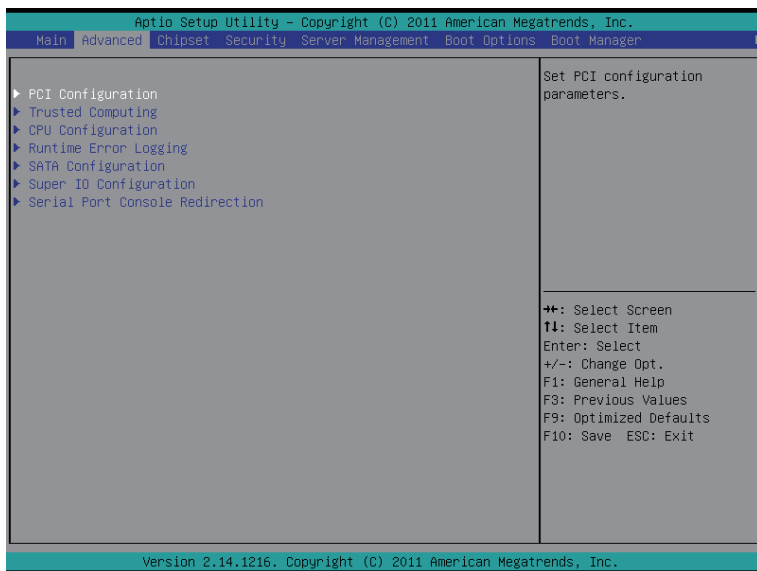 Aptio Setup Utility – Copyright (C) 2011 American Megatrends, Inc.
Main Advanced Chipset Security Server Management Boot Options Boot Manager
PCI Configuration
Trusted Computing
CPU Configuration
Runtime Error Logging
SATA Configuration
Super IO Configuration
Serial Port Console Redirection
Set PCI configuration
parameters.
→←: Select Screen
↑↓: Select Item
Enter: Select
+/-: Change Opt.
F1: General Help
F3: Previous Values
F9: Optimized Defaults
F10: Save ESC: Exit
Version 2.14.1216. Copyright (C) 2011 American Megatrends, Inc.